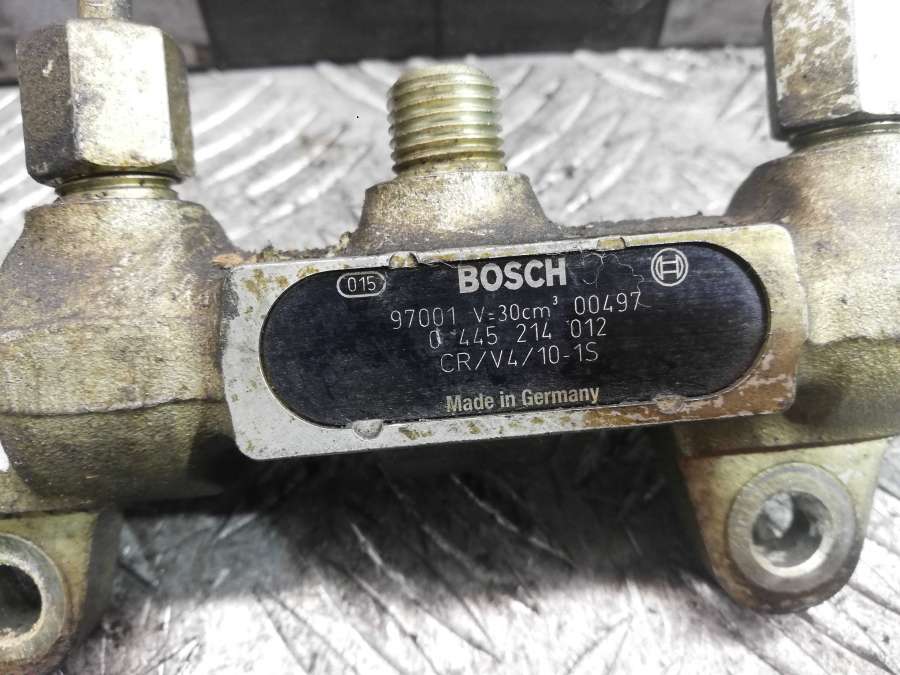 015 BOSCH
97001 V=30cm³ 00497
0 445 214 012
CR/V4/10-1S
Made in Germany